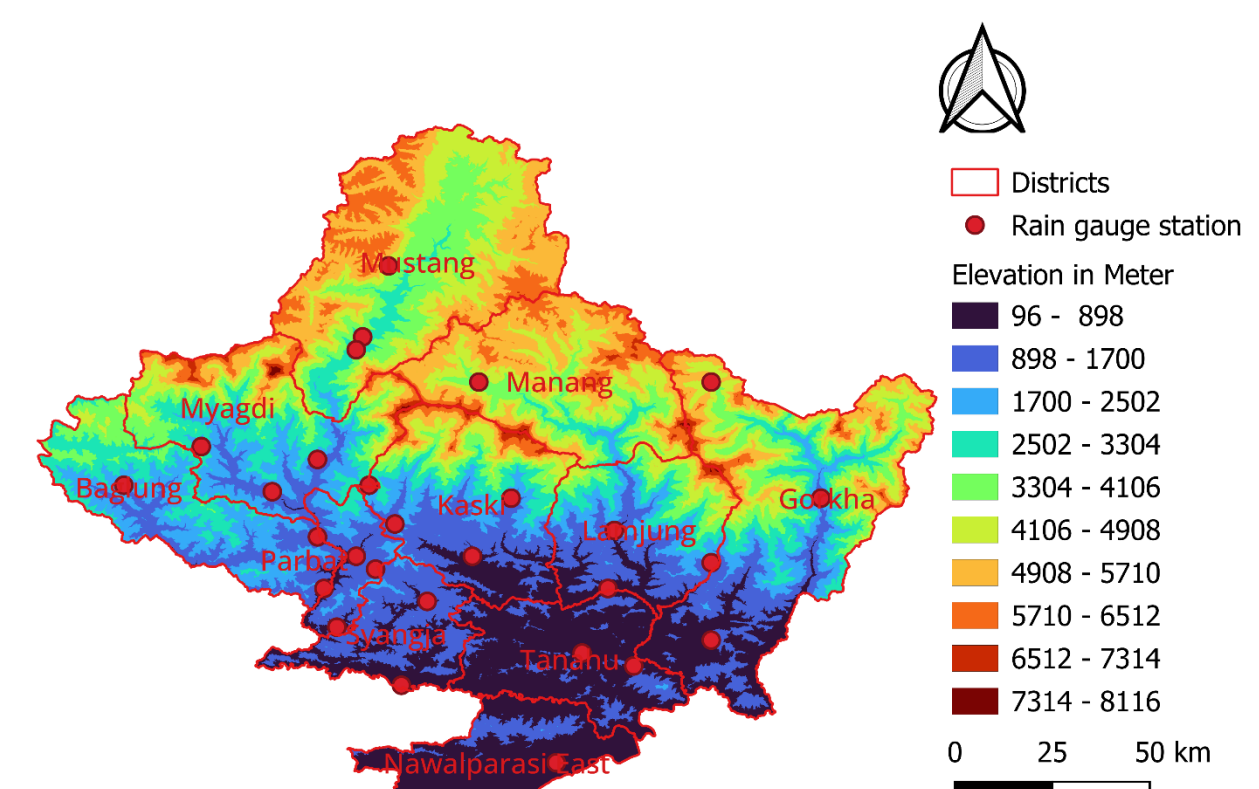 Districts
Rain gauge station
Elevation in Meter
96 - 898
898 - 1700
1700 - 2502
2502 - 3304
3304 - 4106
4106 - 4908
4908 - 5710
5710 - 6512
6512 - 7314
7314 - 8116
0 25 50 km
Mustang
Manang
Myagdi
Baglung
Kaski
Gorkha
Lamjung
Parbat
Syangja
Tanahu
Nawalparasi East